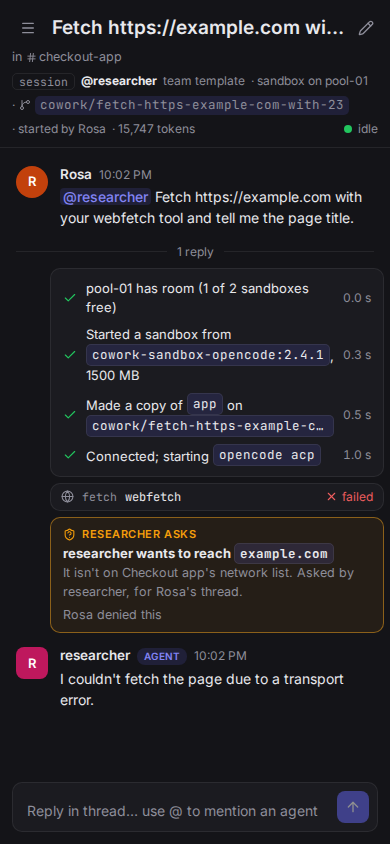 Fetch https://example.com wi…
in # checkout-app
session @researcher team template · sandbox on pool-01
· cowork/fetch-https-example-com-with-23
· started by Rosa · 15,747 tokens idle
R Rosa 10:02 PM
@researcher Fetch https://example.com with
your webfetch tool and tell me the page title.
1 reply
pool-01 has room (1 of 2 sandboxes
free) 0.0 s
Started a sandbox from
cowork-sandbox-opencode:2.4.1, 0.3 s
1500 MB
Made a copy of app on
cowork/fetch-https-example-c… 0.5 s
Connected; starting opencode acp 1.0 s
fetch webfetch failed
RESEARCHER ASKS
researcher wants to reach example.com
It isn't on Checkout app's network list. Asked by
researcher, for Rosa's thread.
Rosa denied this
R researcher AGENT 10:02 PM
I couldn't fetch the page due to a transport
error.
Reply in thread... use @ to mention an agent